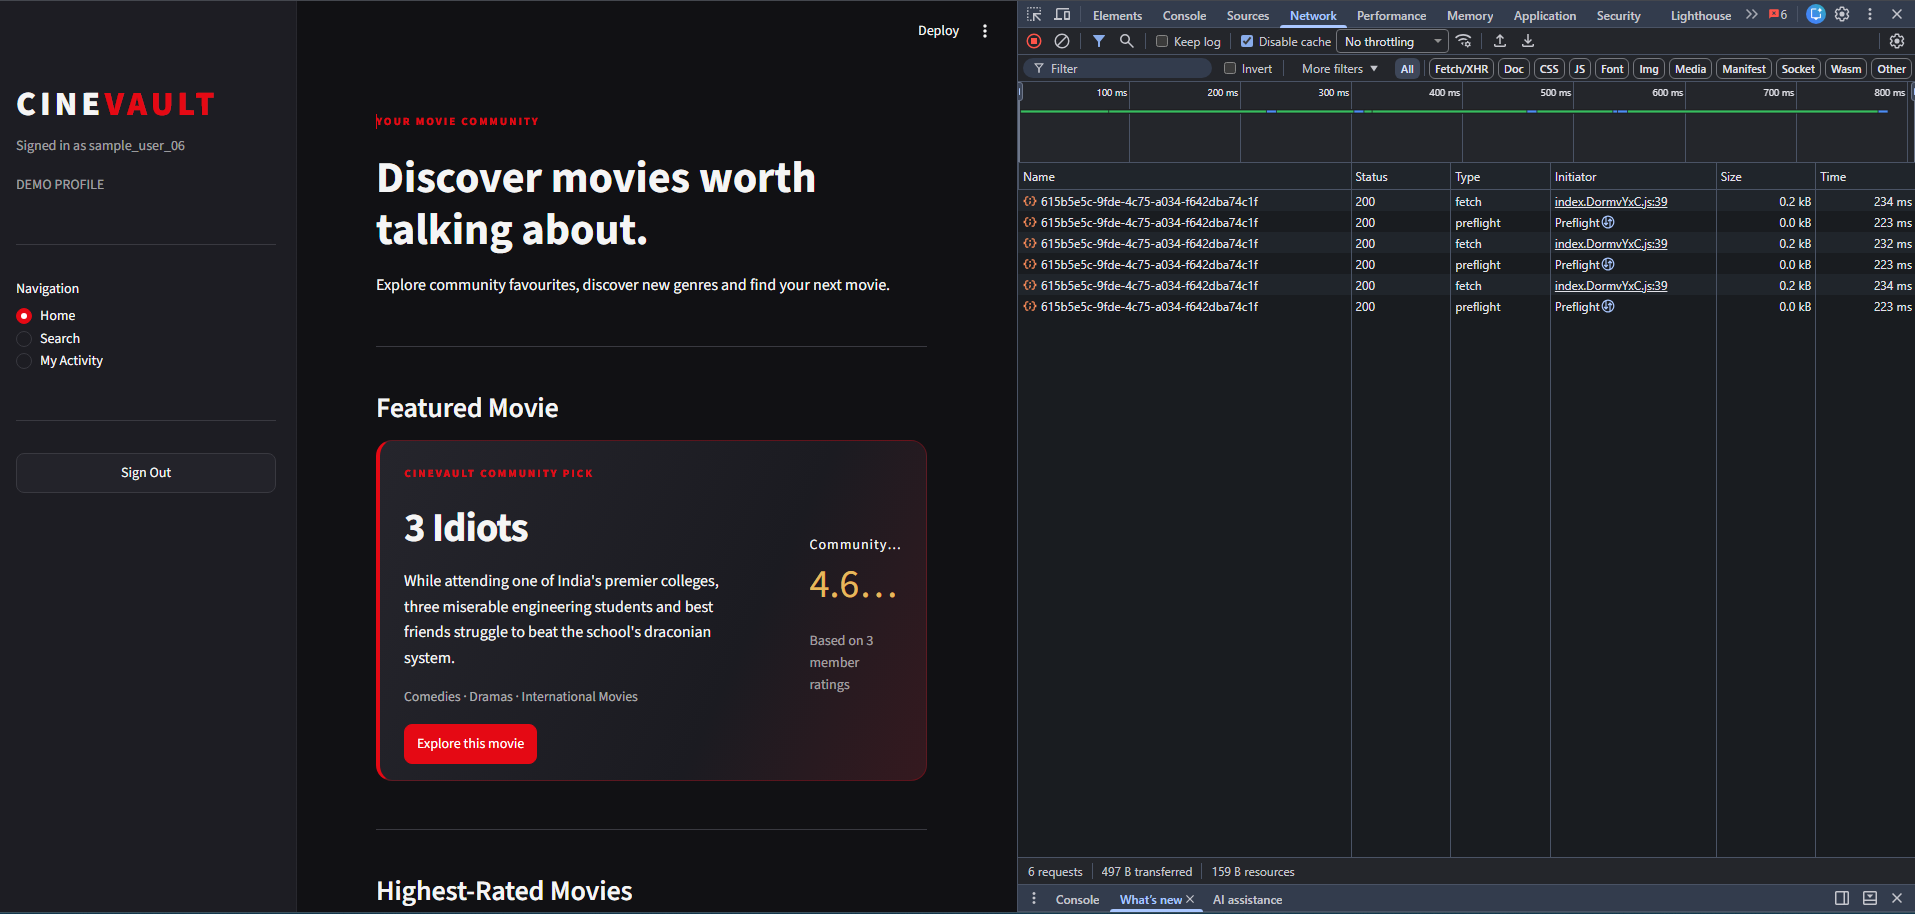 Deploy
CINEVAULT
Signed in as sample_user_06
DEMO PROFILE
Navigation
Home
Search
My Activity
Sign Out
YOUR MOVIE COMMUNITY
Discover movies worth
talking about.
Explore community favourites, discover new genres and find your next movie.
Featured Movie
CINEVAULT COMMUNITY PICK
3 Idiots
While attending one of India's premier colleges,
three miserable engineering students and best
friends struggle to beat the school's draconian
system.
Comedies · Dramas · International Movies
Explore this movie
Community...
4.6...
Based on 3
member
ratings
Highest-Rated Movies
Elements Console Sources Network Performance Memory Application Security Lighthouse 6
Keep log Disable cache No throttling
Filter Invert More filters All Fetch/XHR Doc CSS JS Font Img Media Manifest Socket Wasm Other
100 ms 200 ms 300 ms 400 ms 500 ms 600 ms 700 ms 800 ms
Name Status Type Initiator Size Time
615b5e5c-9fde-4c75-a034-f642dba74c1f 200 fetch index.DormvYxC.js:39 0.2 kB 234 ms
615b5e5c-9fde-4c75-a034-f642dba74c1f 200 preflight Preflight 0.0 kB 223 ms
615b5e5c-9fde-4c75-a034-f642dba74c1f 200 fetch index.DormvYxC.js:39 0.2 kB 232 ms
615b5e5c-9fde-4c75-a034-f642dba74c1f 200 preflight Preflight 0.0 kB 223 ms
615b5e5c-9fde-4c75-a034-f642dba74c1f 200 fetch index.DormvYxC.js:39 0.2 kB 234 ms
615b5e5c-9fde-4c75-a034-f642dba74c1f 200 preflight Preflight 0.0 kB 223 ms
6 requests 497 B transferred 159 B resources
Console What's new AI assistance